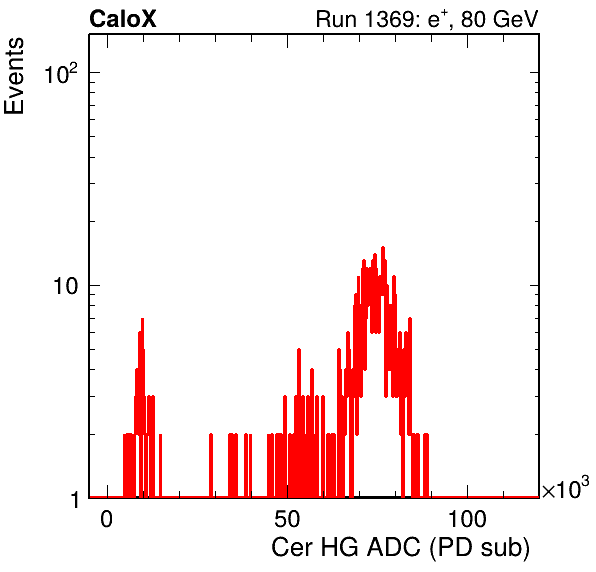 CaloX Run 1369: e⁺, 80 GeV
Events
10²
10
1
0 50 100 ×10³
Cer HG ADC (PD sub)